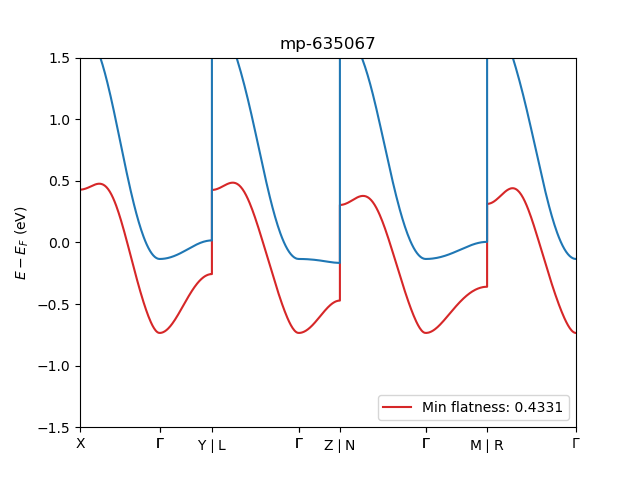 mp-635067
1.5
1.0
0.5
0.0
−0.5
−1.0
−1.5
E − E_F (eV)
Min flatness: 0.4331
X Γ Y | L Γ Z | N Γ M | R Γ